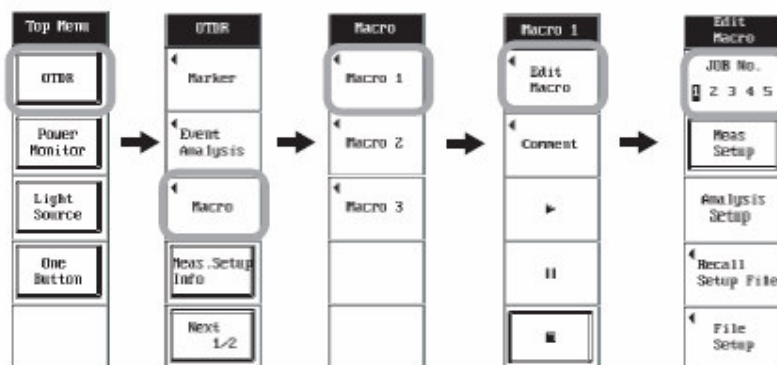 Top Menu
OTDR
Power
Monitor
Light
Source
One
Button
OTDR
Marker
Event
Analysis
Macro
Meas.Setup
Info
Next
1/2
Macro
Macro 1
Macro 2
Macro 3
Macro 1
Edit
Macro
Comment
Edit
Macro
JOB No.
1 2 3 4 5
Meas
Setup
Analysis
Setup
Recall
Setup File
File
Setup